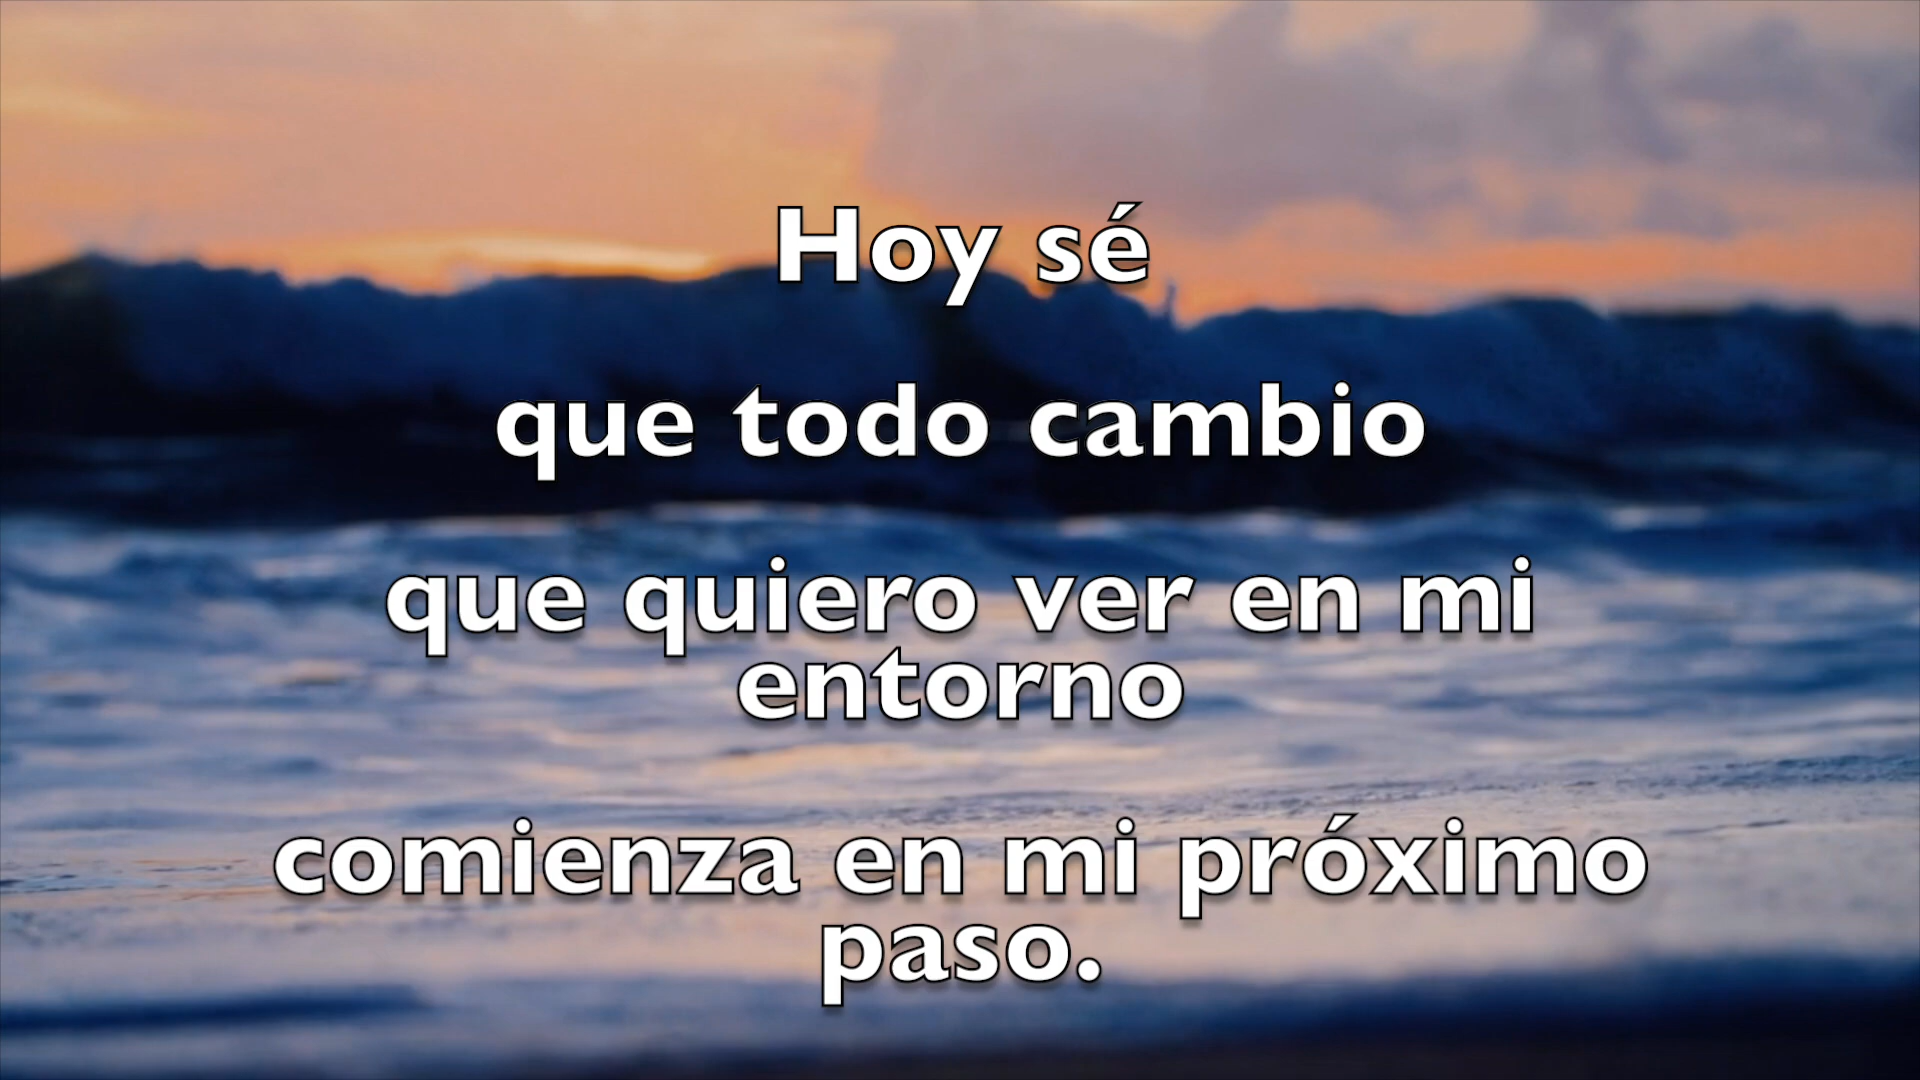 Hoy sé
que todo cambio
que quiero ver en mi
entorno
comienza en mi próximo
paso.